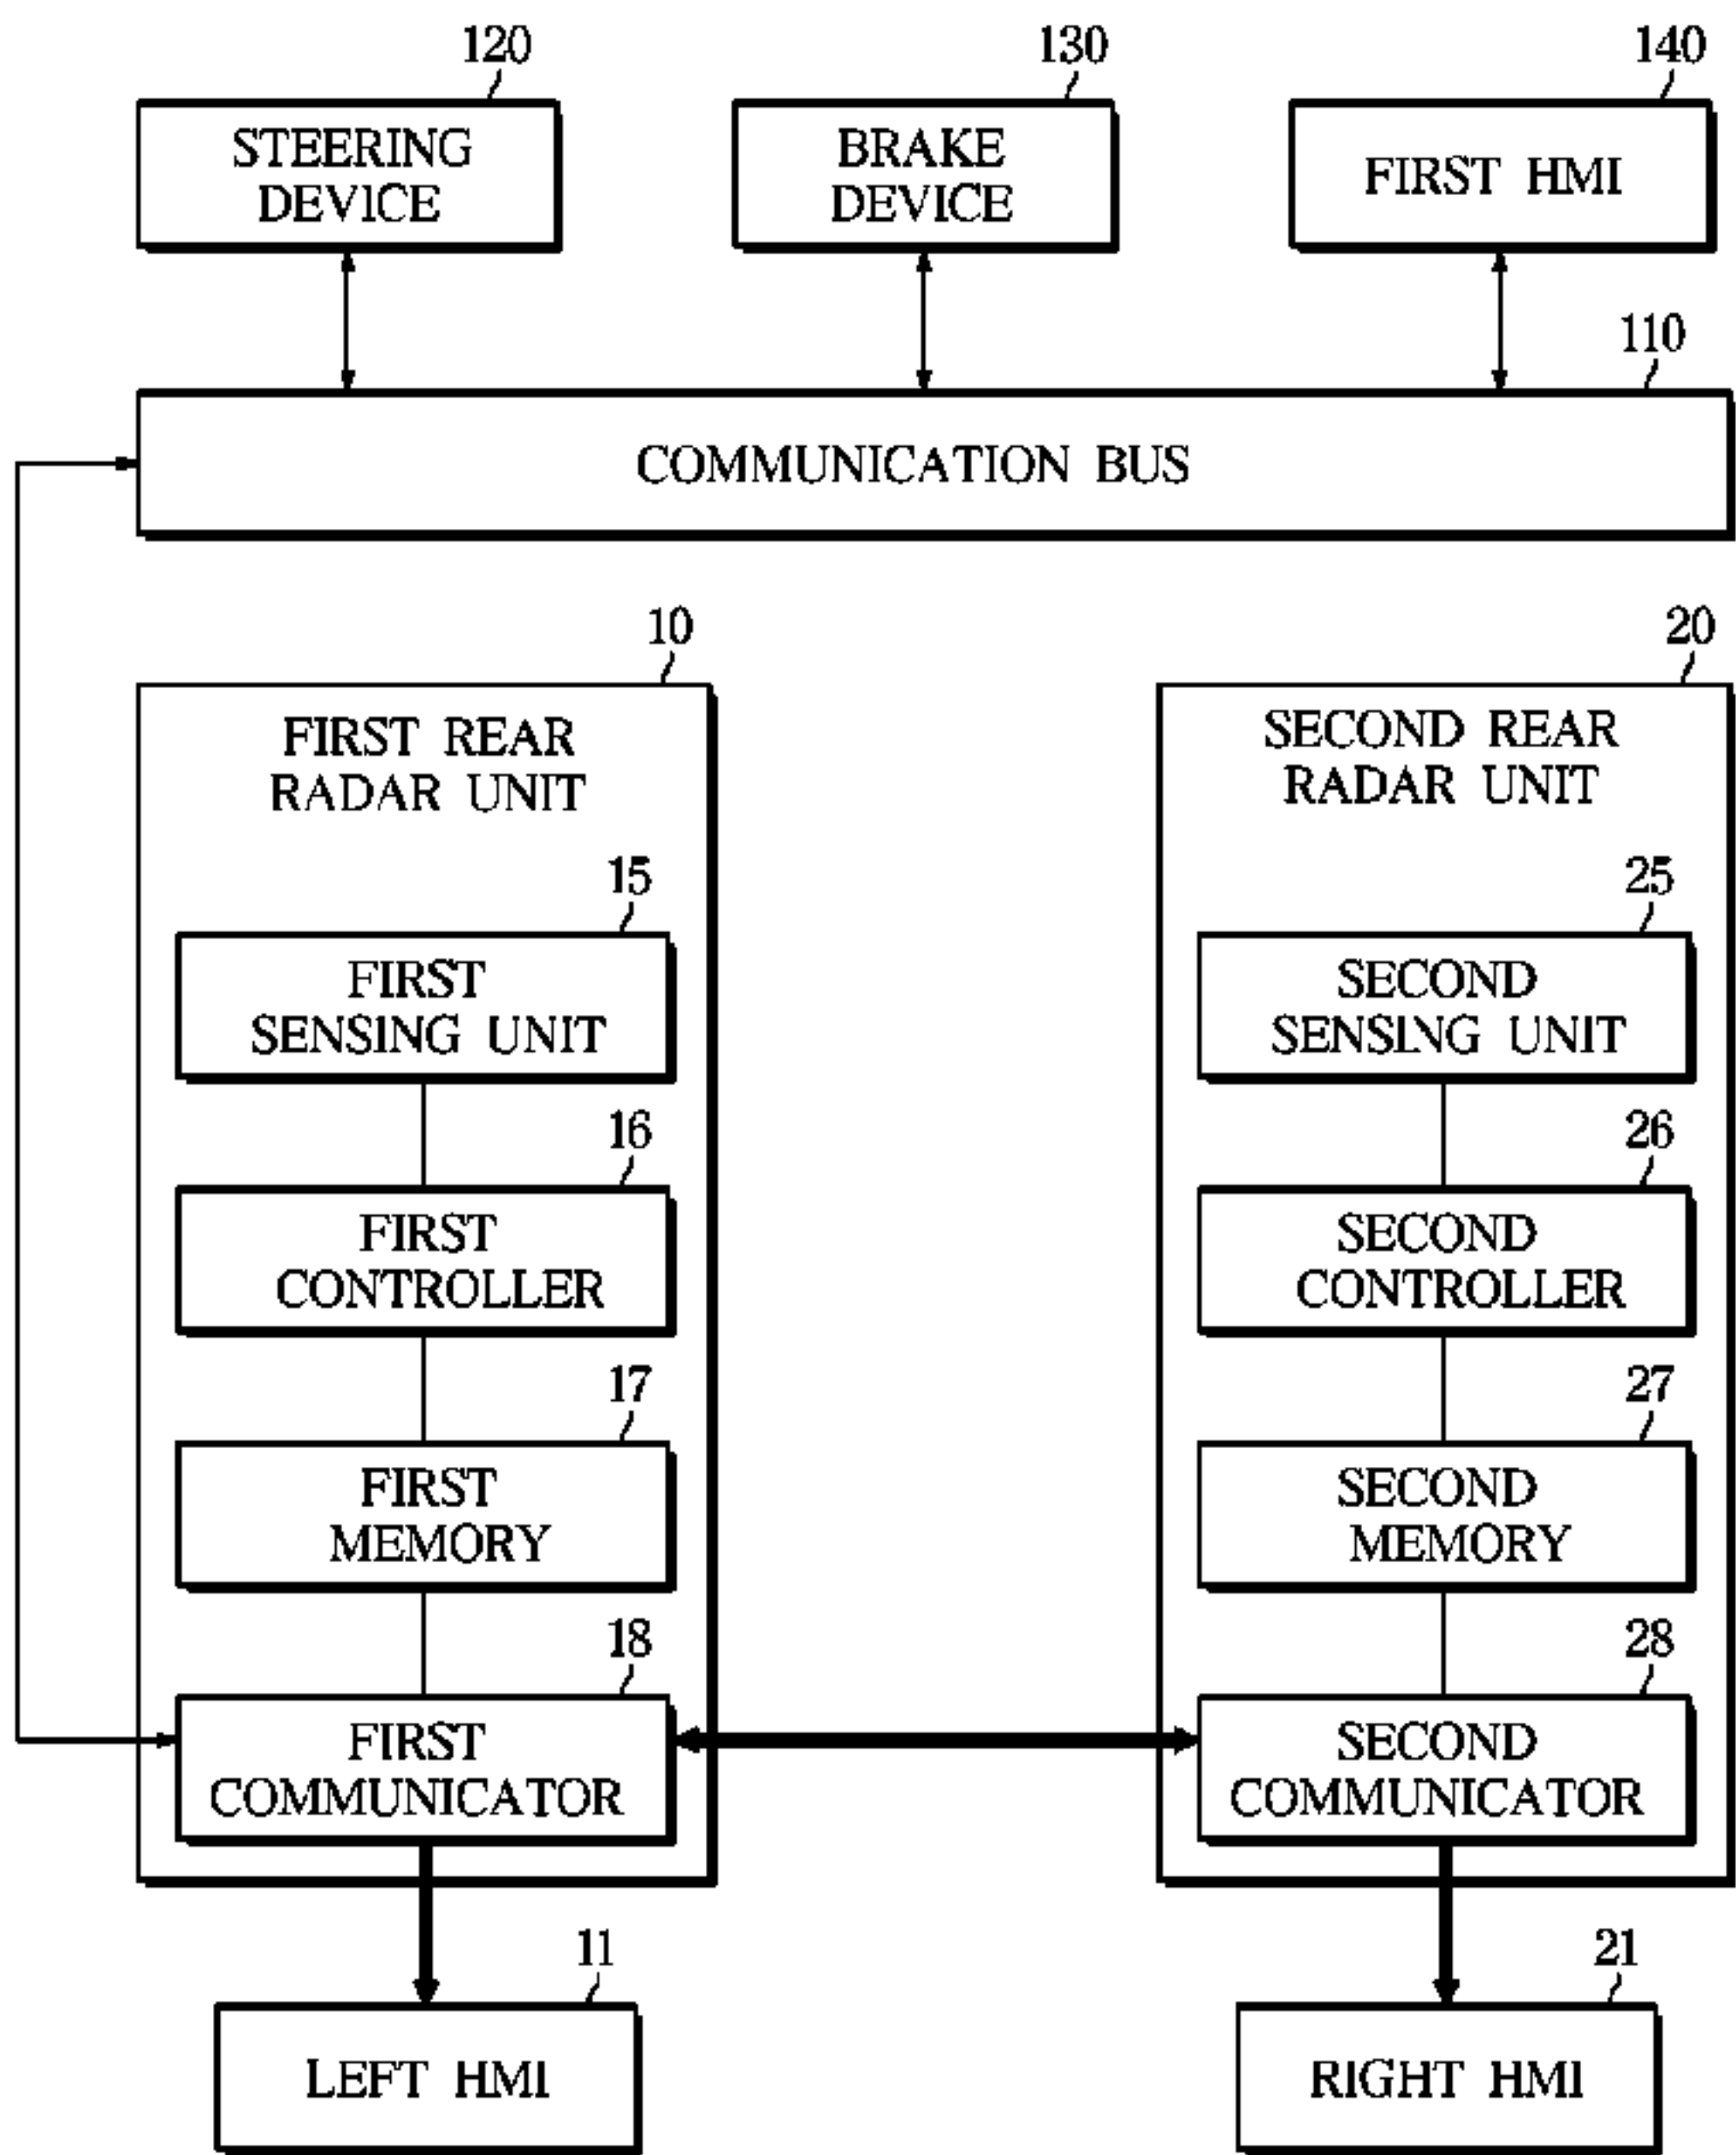 120
STEERING
DEVICE
130
BRAKE
DEVICE
140
FIRST HMI
110
COMMUNICATION BUS
10
FIRST REAR
RADAR UNIT
15
FIRST
SENSING UNIT
16
FIRST
CONTROLLER
17
FIRST
MEMORY
18
FIRST
COMMUNICATOR
11
LEFT HMI
20
SECOND REAR
RADAR UNIT
25
SECOND
SENSING UNIT
26
SECOND
CONTROLLER
27
SECOND
MEMORY
28
SECOND
COMMUNICATOR
21
RIGHT HMI